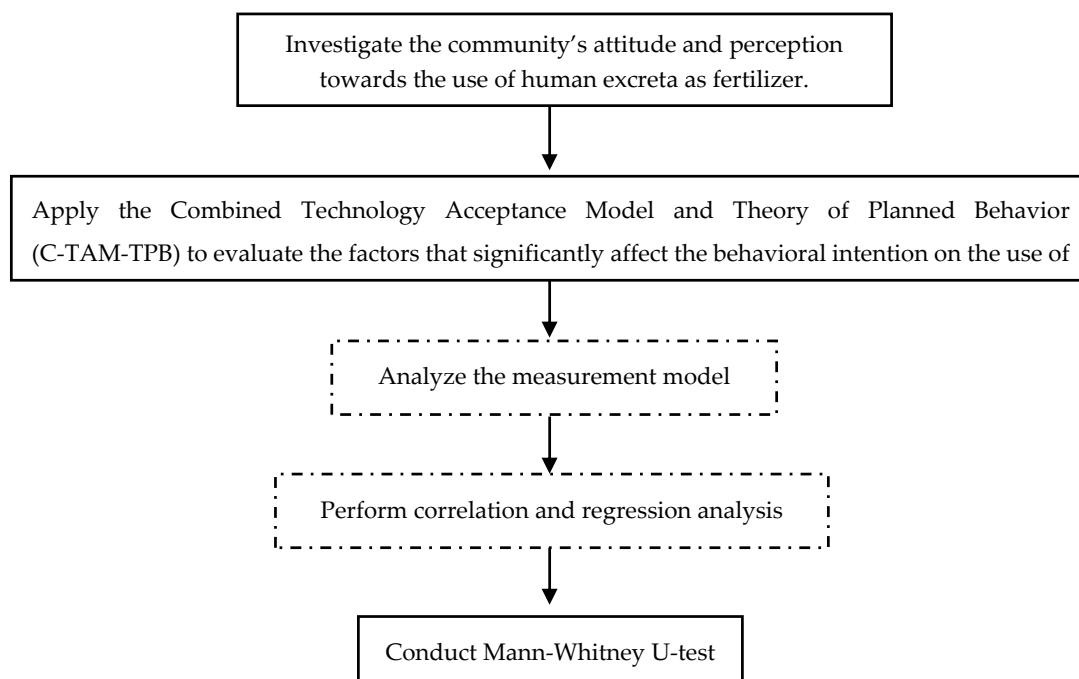 Investigate the community’s attitude and perception
towards the use of human excreta as fertilizer.
Apply the Combined Technology Acceptance Model and Theory of Planned Behavior
(C-TAM-TPB) to evaluate the factors that significantly affect the behavioral intention on the use of
Analyze the measurement model
Perform correlation and regression analysis
Conduct Mann-Whitney U-test